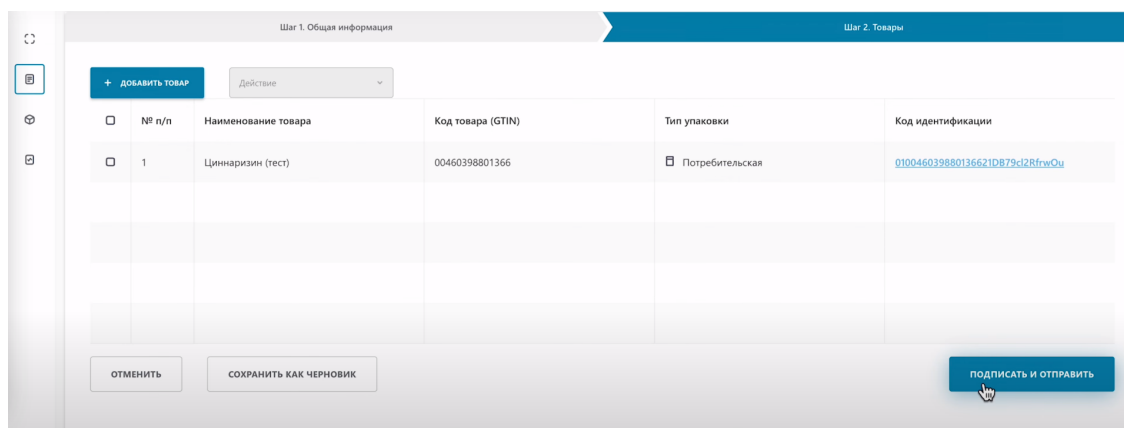 Шаг 1. Общая информация
Шаг 2. Товары
+ ДОБАВИТЬ ТОВАР
Действие
№ п/п Наименование товара Код товара (GTIN) Тип упаковки Код идентификации
1 Циннаризин (тест) 00460398801366 Потребительская 010046039880136621DB79cl2RfrwOu
ОТМЕНИТЬ
СОХРАНИТЬ КАК ЧЕРНОВИК
ПОДПИСАТЬ И ОТПРАВИТЬ